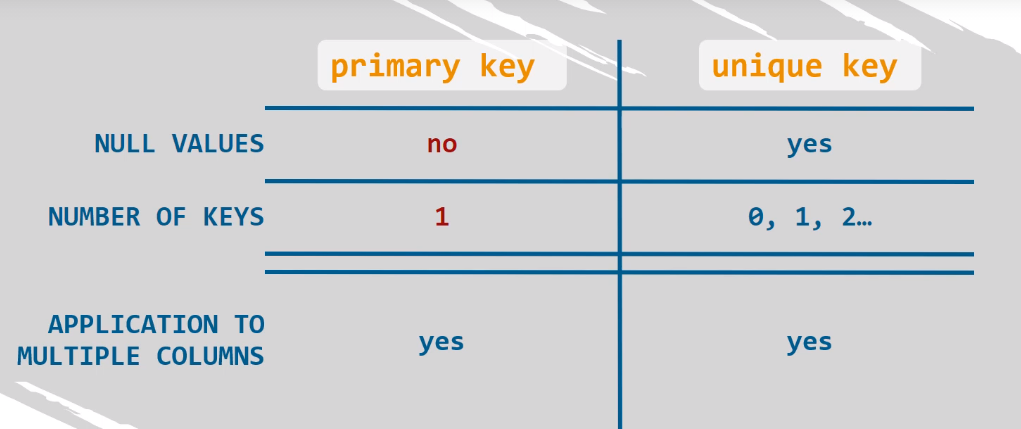 primary key unique key
NULL VALUES no yes
NUMBER OF KEYS 1 0, 1, 2…
APPLICATION TO
MULTIPLE COLUMNS yes yes